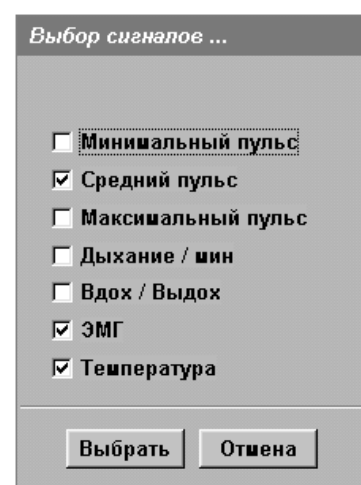 Выбор сигналов ...
Минимальный пульс
Средний пульс
Максимальный пульс
Дыхание / мин
Вдох / Выдох
ЭМГ
Температура
Выбрать Отмена